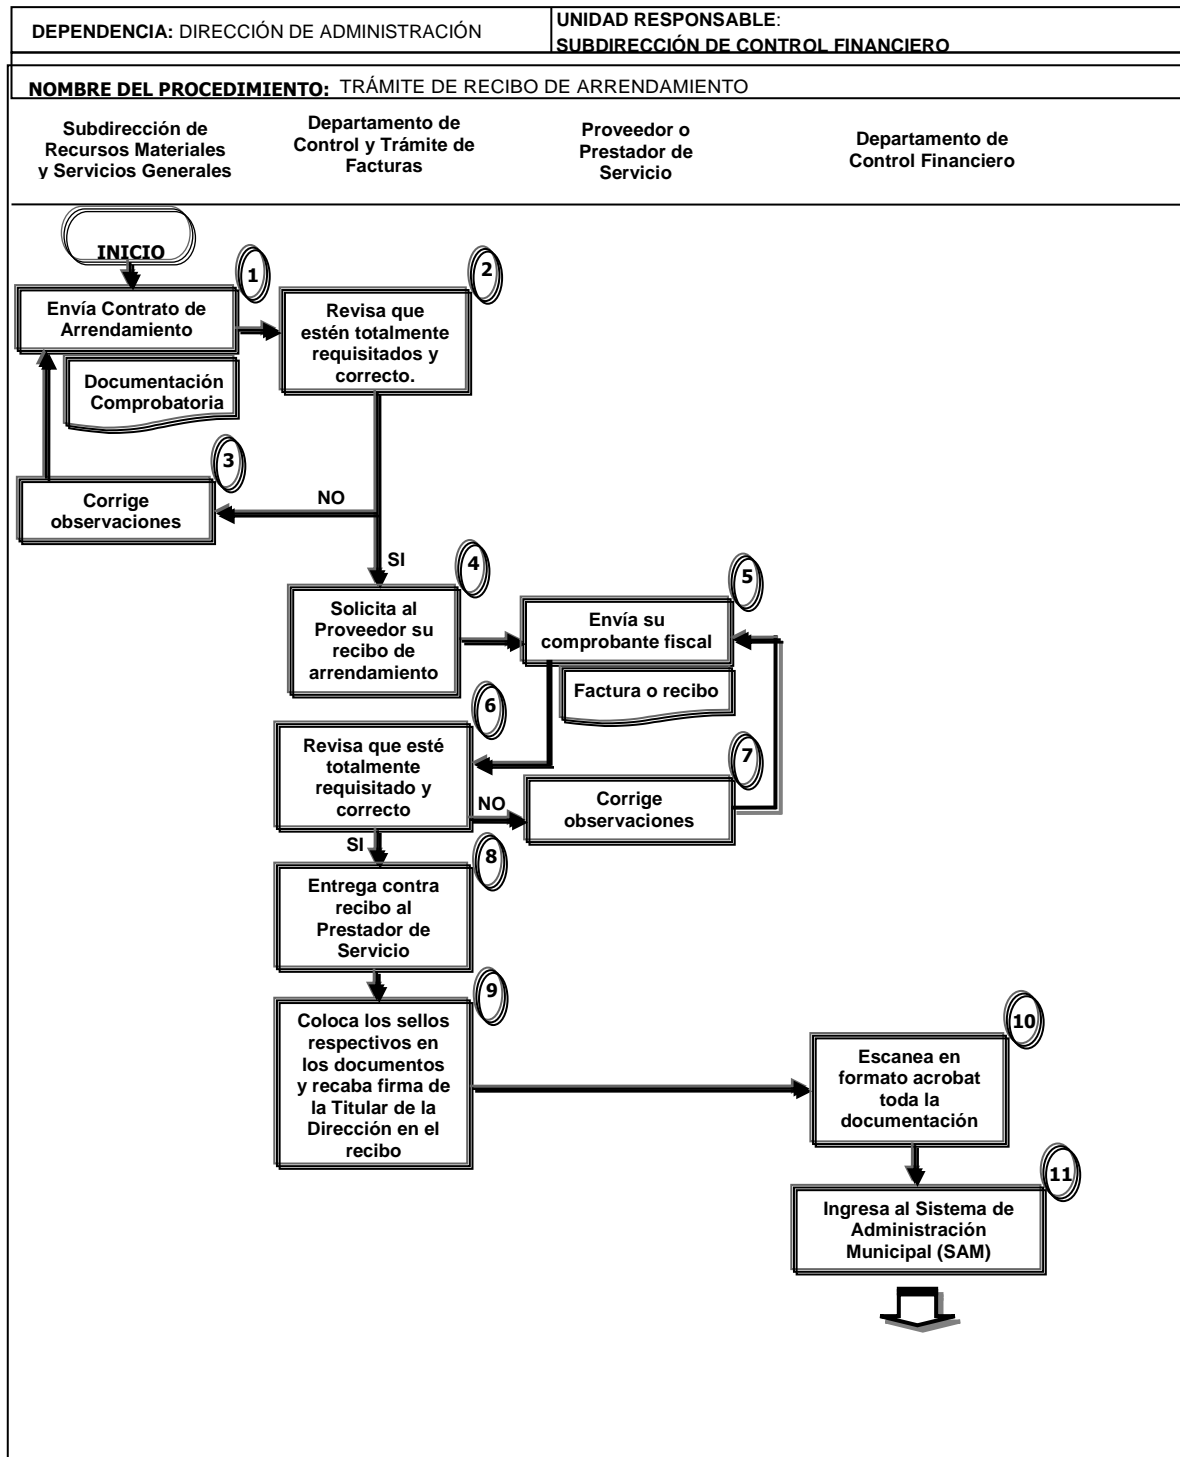 DEPENDENCIA: DIRECCIÓN DE ADMINISTRACIÓN
UNIDAD RESPONSABLE:
SUBDIRECCIÓN DE CONTROL FINANCIERO
NOMBRE DEL PROCEDIMIENTO: TRÁMITE DE RECIBO DE ARRENDAMIENTO
Subdirección de
Recursos Materiales
y Servicios Generales
Departamento de
Control y Trámite de
Facturas
Proveedor o
Prestador de
Servicio
Departamento de
Control Financiero
INICIO
1
Envía Contrato de
Arrendamiento
Documentación
Comprobatoria
2
Revisa que
estén totalmente
requisitados y
correcto.
3
Corrige
observaciones
NO
SI
4
Solicita al
Proveedor su
recibo de
arrendamiento
5
Envía su
comprobante fiscal
Factura o recibo
6
Revisa que esté
totalmente
requisitado y
correcto
NO
7
Corrige
observaciones
SI
8
Entrega contra
recibo al
Prestador de
Servicio
9
Coloca los sellos
respectivos en
los documentos
y recaba firma de
la Titular de la
Dirección en el
recibo
10
Escanea en
formato acrobat
toda la
documentación
11
Ingresa al Sistema de
Administración
Municipal (SAM)